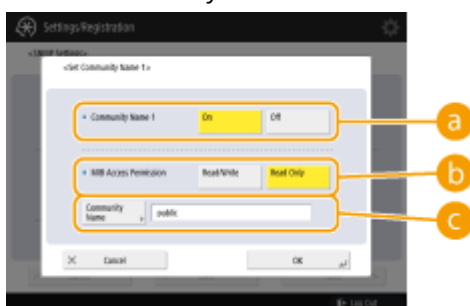 Settings/Registration
<SNMP Settings>
<Set Community Name 1>
Community Name 1 On Off a
MIB Access Permission Read/Write Read Only b
Community
Name public c
Cancel OK
Log Out